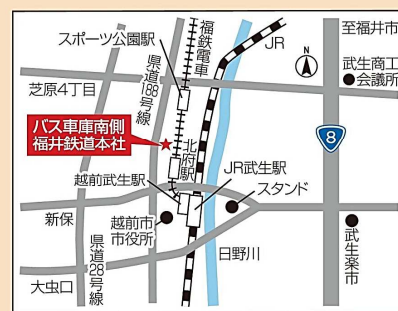 スポーツ公園駅
福鉄電車
JR
至福井市
県道188号線
N
武生商工
会議所
芝原4丁目
バス車庫南側
福井鉄道本社
北府駅
8
越前武生駅
JR武生駅
スタンド
新保
越前市
市役所
県道28号線
日野川
武生楽市
大虫口